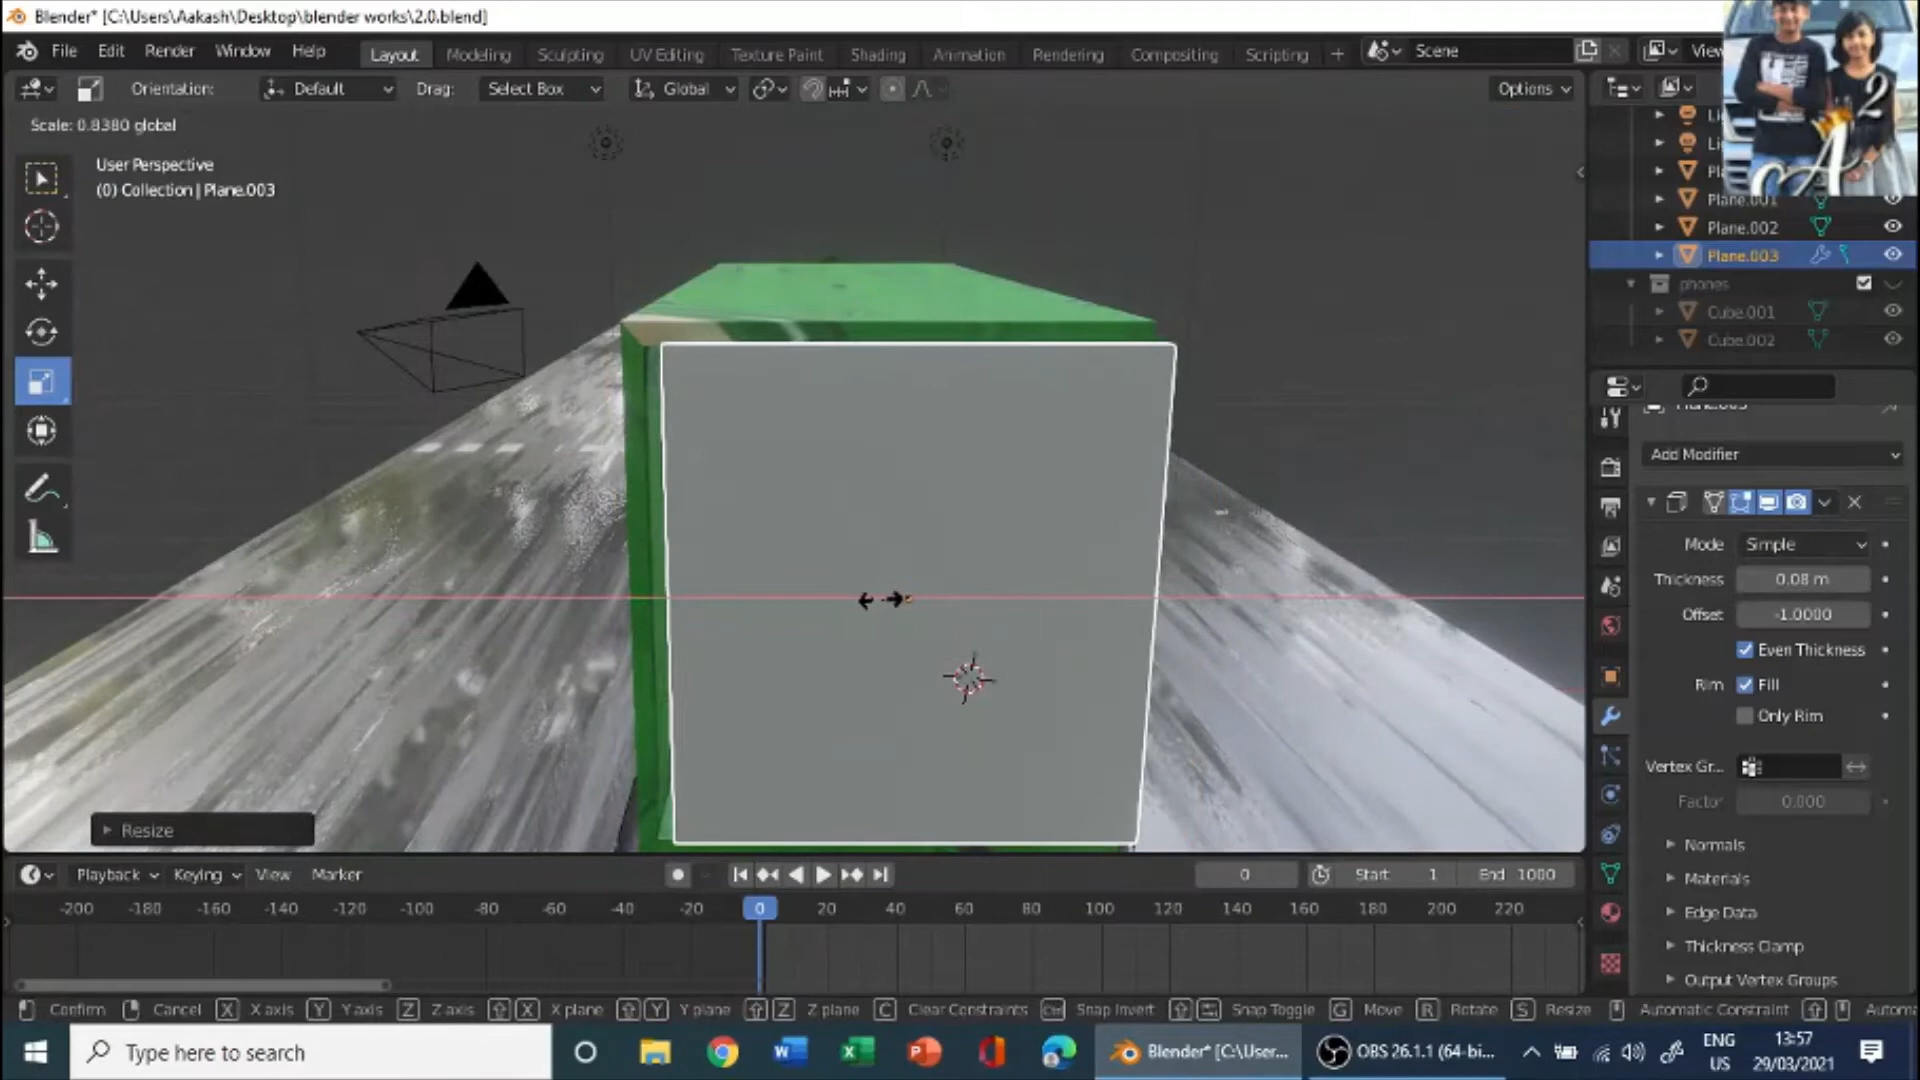 Blender* [C:\Users\Aakash\Desktop\blender works\2.0.blend]
File Edit Render Window Help Layout Modeling Sculpting UV Editing Texture Paint Shading Animation Rendering Compositing Scripting + Scene
Orientation: Default Drag: Select Box Global Options
Scale: 0.8380 global
User Perspective
(0) Collection | Plane.003
2
A
Plane.001
Plane.002
Plane.003
phones
Cube.001
Cube.002
Add Modifier
Mode Simple
Thickness 0.08 m
Offset -1.0000
Even Thickness
Rim Fill
Only Rim
Vertex Gr...
Factor 0.000
Normals
Materials
Edge Data
Thickness Clamp
Output Vertex Groups
Resize
Playback Keying View Marker 0 Start 1 End 1000
-200 -180 -160 -140 -120 -100 -80 -60 -40 -20 0 20 40 60 80 100 120 140 160 180 200 220
Confirm Cancel X X axis Y Y axis Z Z axis X X plane Y Y plane Z Z plane C Clear Constraints Ctrl Snap Invert Snap Toggle G Move R Rotate S Resize Automatic Constraint
Type here to search
Blender* [C:\User...
OBS 26.1.1 (64-bi...
ENG
US
13:57
29/03/2021